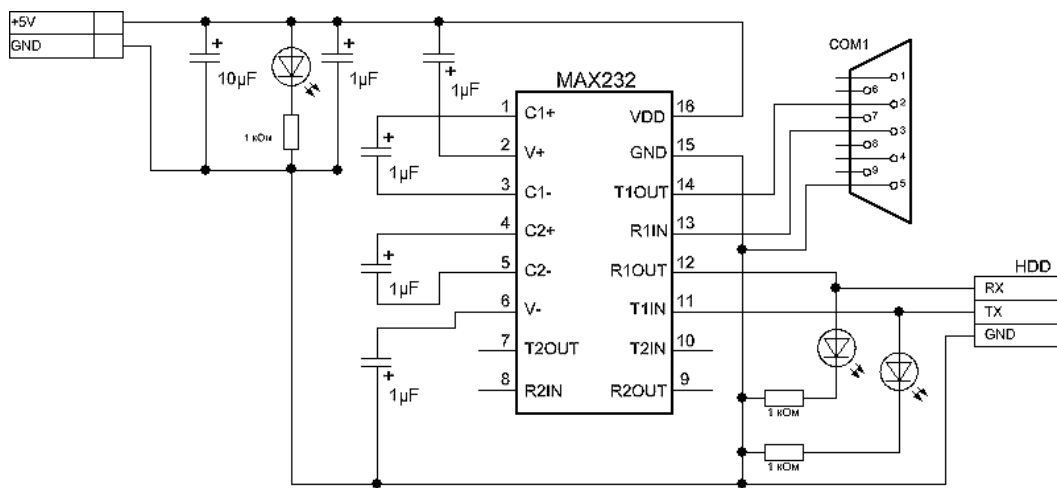 +5V
GND
+
10µF
1 кОм
+
1µF
+
1µF
MAX232
COM1
1
6
2
7
3
8
4
9
5
1 C1+ VDD 16
2 V+ GND 15
3 C1- T1OUT 14
4 C2+ R1IN 13
5 C2- R1OUT 12
6 V- T1IN 11
7 T2OUT T2IN 10
8 R2IN R2OUT 9
+
1µF
+
1µF
+
1µF
HDD
RX
TX
GND
1 кОм
1 кОм